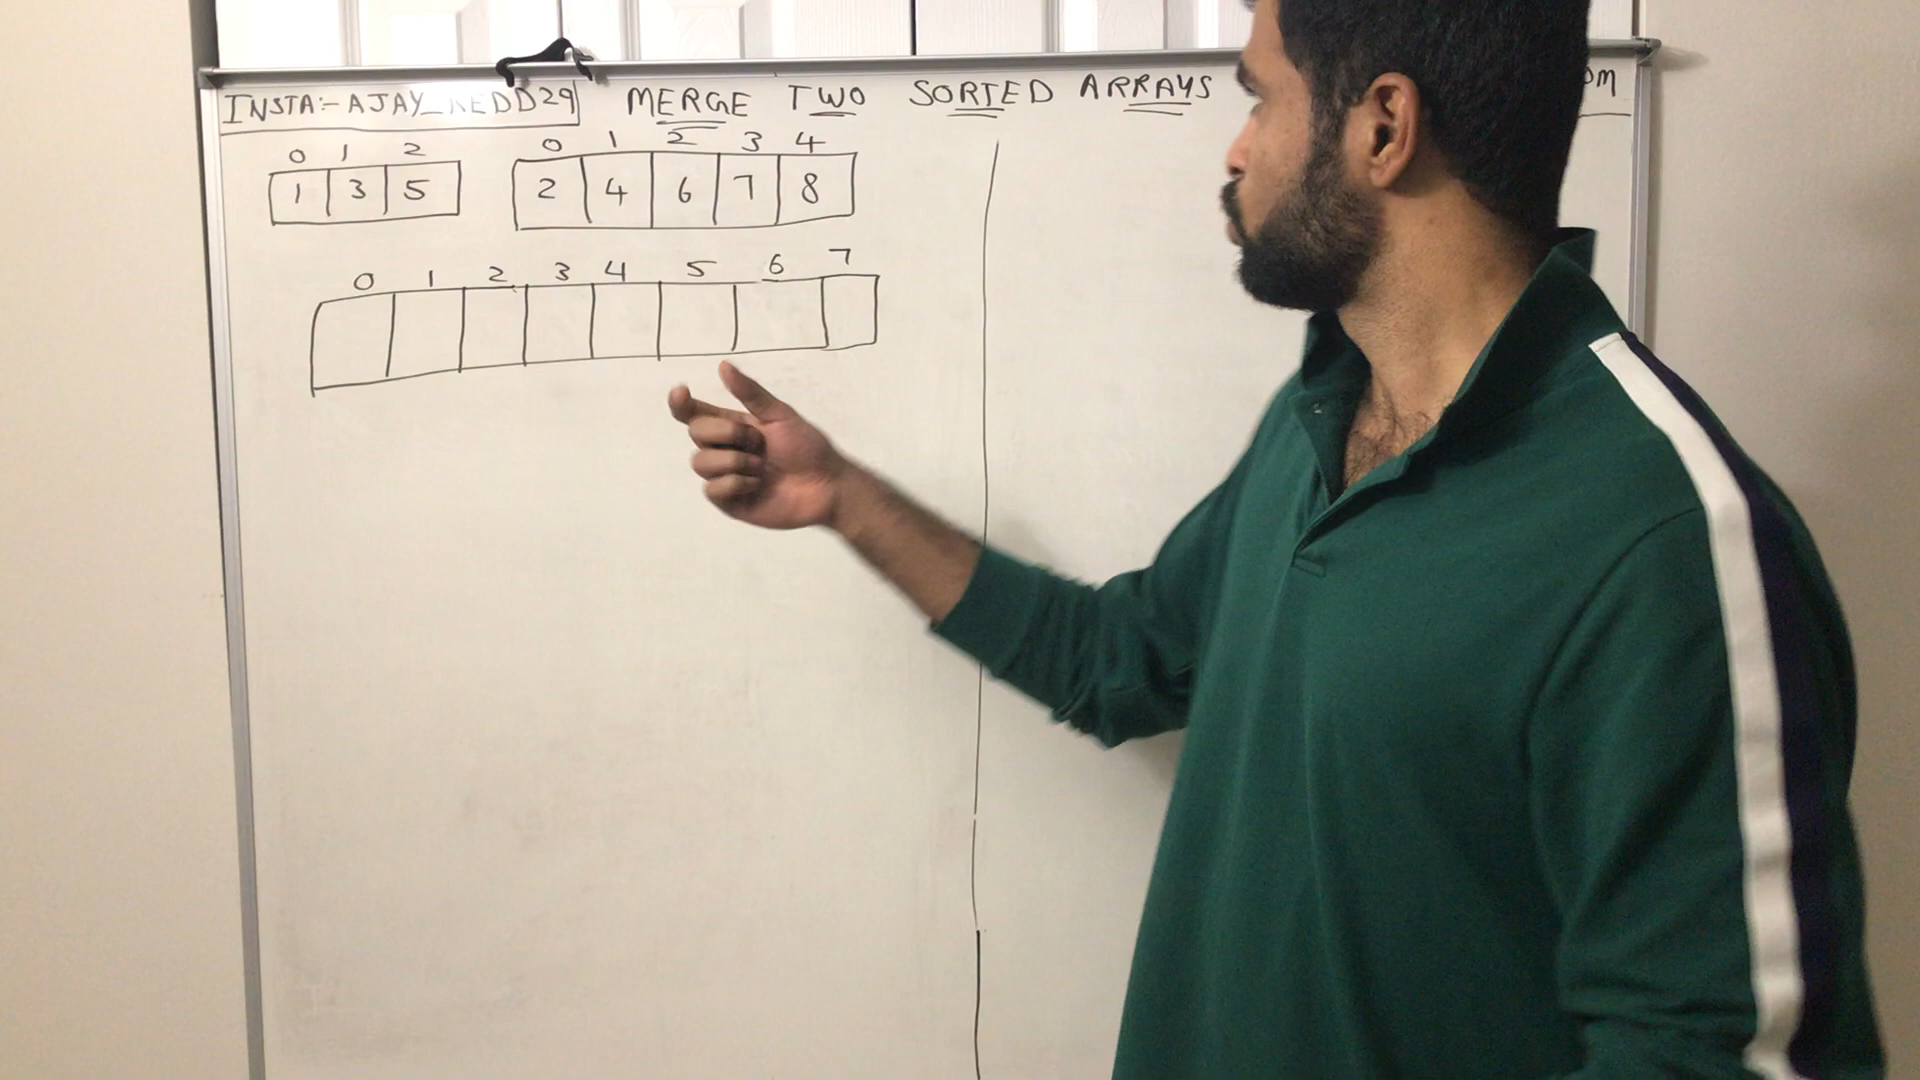 INSTA:- AJAY_NEDD29 MERGE TWO SORTED ARRAYS
0 1 2
1 3 5
0 1 2 3 4
2 4 6 7 8
0 1 2 3 4 5 6 7